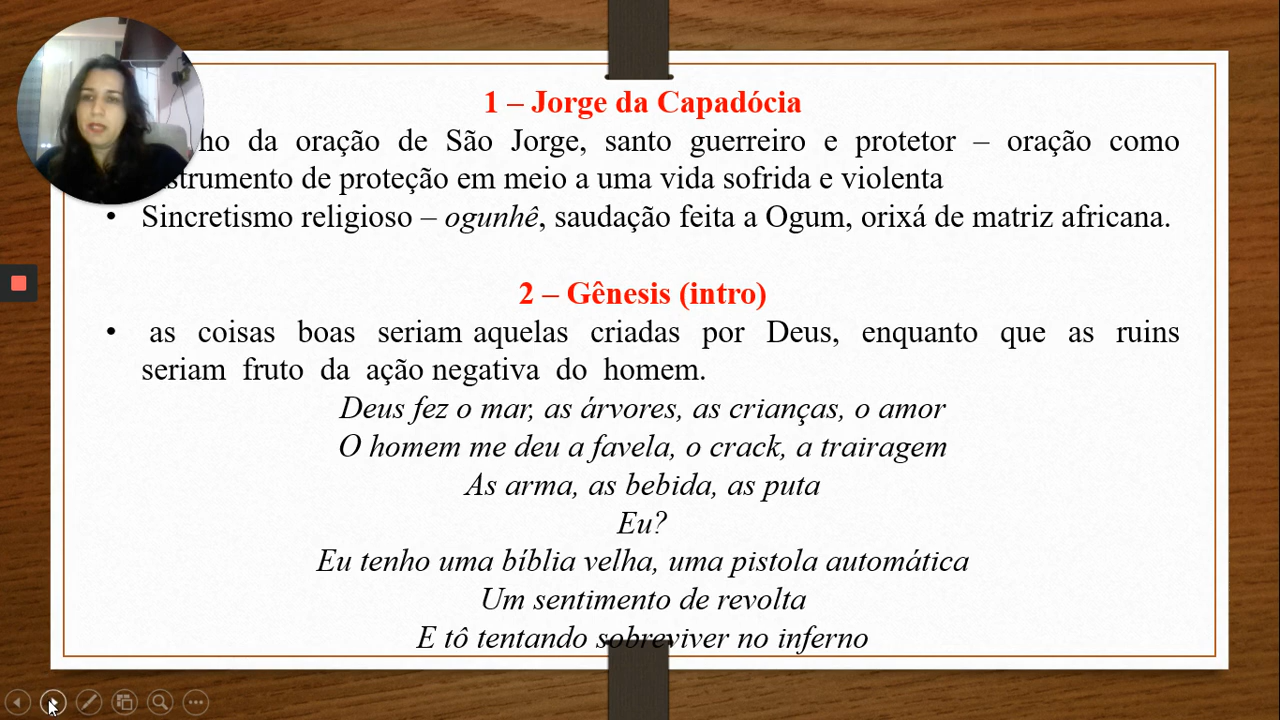 1 – Jorge da Capadócia
da oração de São Jorge, santo guerreiro e protetor – oração como
de proteção em meio a uma vida sofrida e violenta
• Sincretismo religioso – ogunhê, saudação feita a Ogum, orixá de matriz africana.
2 – Gênesis (intro)
• as coisas boas seriam aquelas criadas por Deus, enquanto que as ruins
seriam fruto da ação negativa do homem.
Deus fez o mar, as árvores, as crianças, o amor
O homem me deu a favela, o crack, a trairagem
As arma, as bebida, as puta
Eu?
Eu tenho uma bíblia velha, uma pistola automática
Um sentimento de revolta
E tô tentando sobreviver no inferno